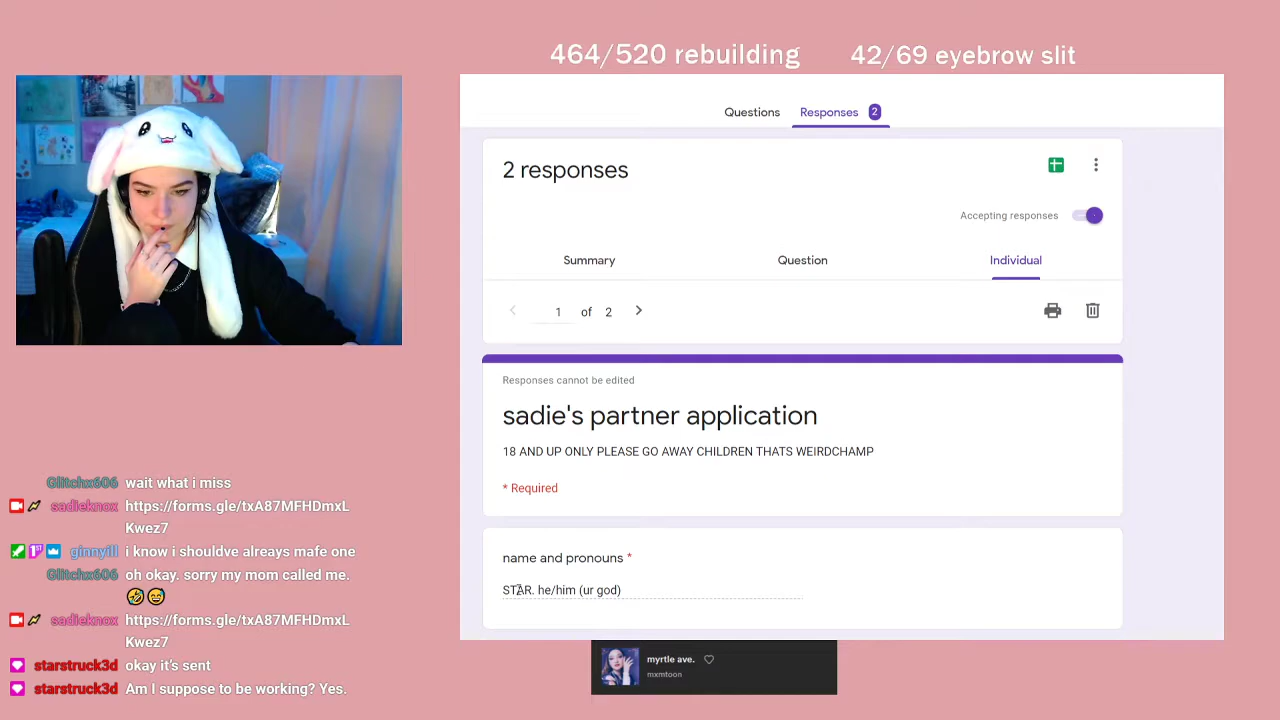 464/520 rebuilding
42/69 eyebrow slit
Questions
Responses 2
2 responses
Accepting responses
Summary
Question
Individual
1 of 2
Responses cannot be edited
sadie's partner application
18 AND UP ONLY PLEASE GO AWAY CHILDREN THATS WEIRDCHAMP
* Required
name and pronouns *
STAR. he/him (ur god)
Glitchx606 wait what i miss
sadieknox https://forms.gle/txA87MFHDmxL
Kwez7
ginnyill i know i shouldve alreays mafe one
Glitchx606 oh okay. sorry my mom called me.
🤣😅
sadieknox https://forms.gle/txA87MFHDmxL
Kwez7
starstruck3d okay it's sent
starstruck3d Am I suppose to be working? Yes.
myrtle ave.
mxmtoon